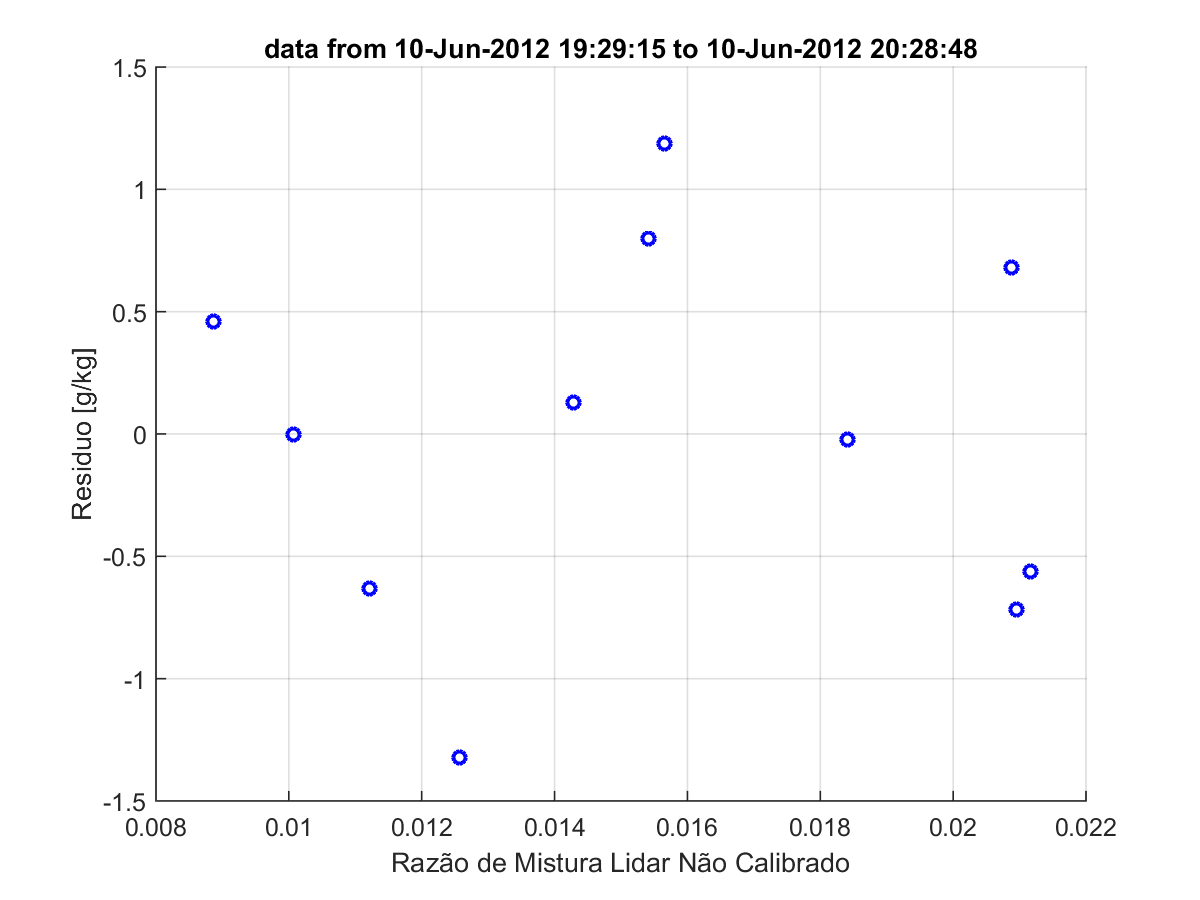 data from 10-Jun-2012 19:29:15 to 10-Jun-2012 20:28:48
1.5
1
0.5
0
-0.5
-1
-1.5
Residuo [g/kg]
0.008 0.01 0.012 0.014 0.016 0.018 0.02 0.022
Razão de Mistura Lidar Não Calibrado